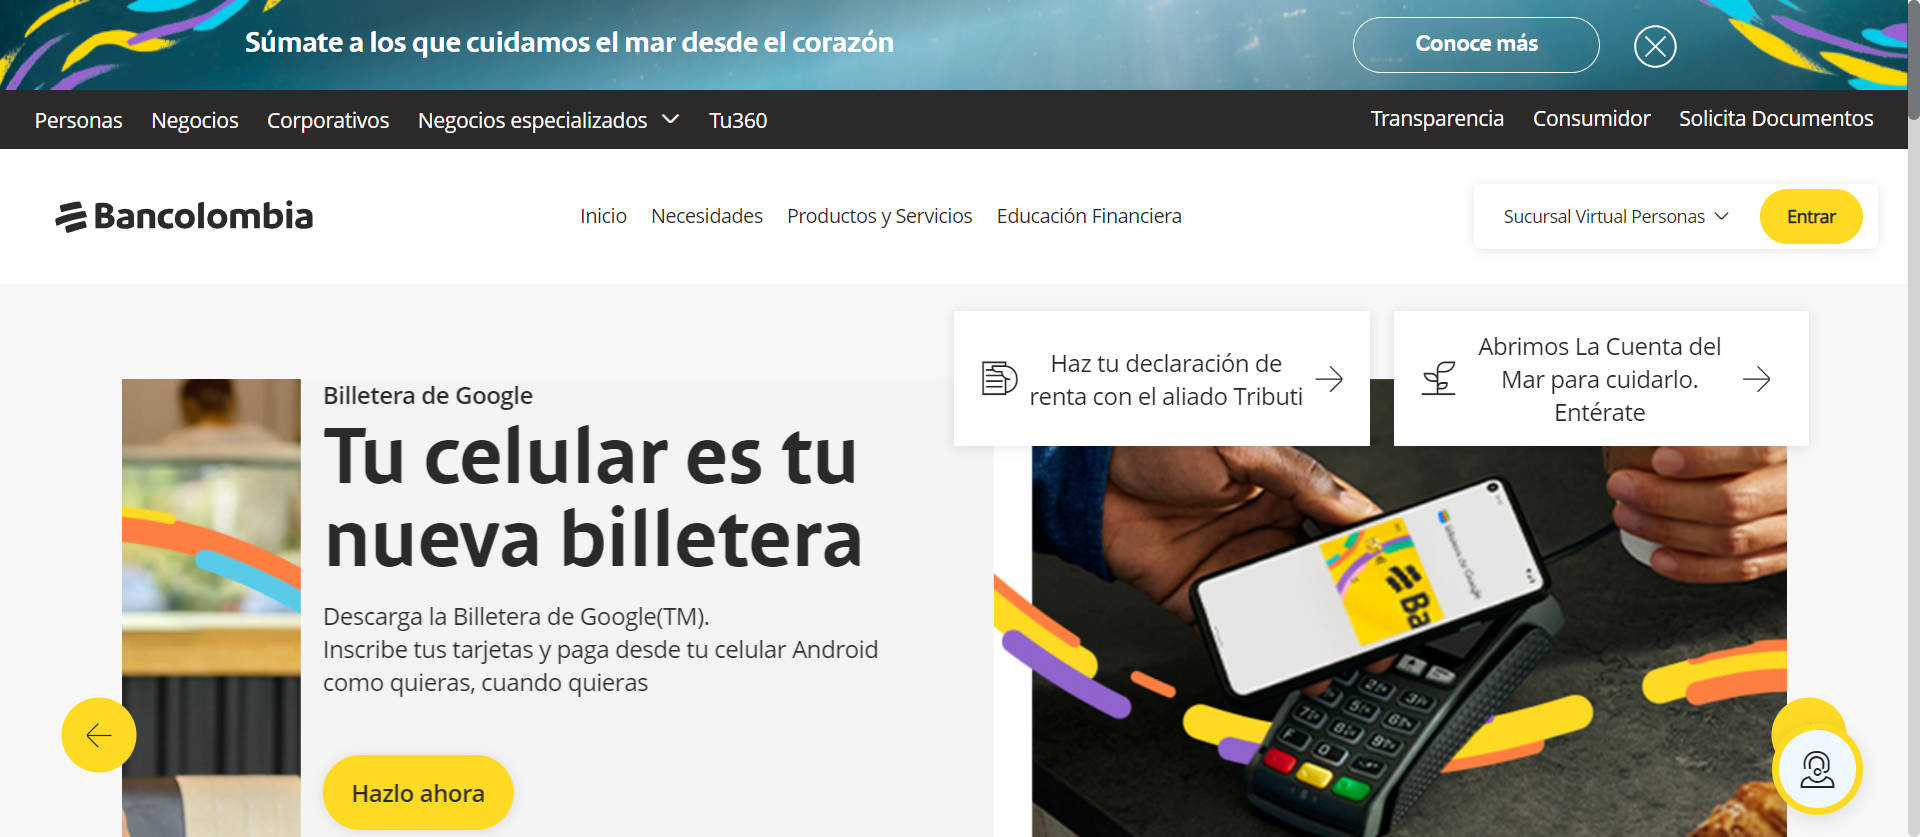 Súmate a los que cuidamos el mar desde el corazón
Conoce más
Personas Negocios Corporativos Negocios especializados Tu360
Transparencia Consumidor Solicita Documentos
Bancolombia
Inicio Necesidades Productos y Servicios Educación Financiera
Sucursal Virtual Personas
Entrar
Haz tu declaración de
renta con el aliado Tributi
Abrimos La Cuenta del
Mar para cuidarlo.
Entérate
Billetera de Google
Tu celular es tu
nueva billetera
Descarga la Billetera de Google(TM).
Inscribe tus tarjetas y paga desde tu celular Android
como quieras, cuando quieras
Hazlo ahora
Billetera de Google
Ba